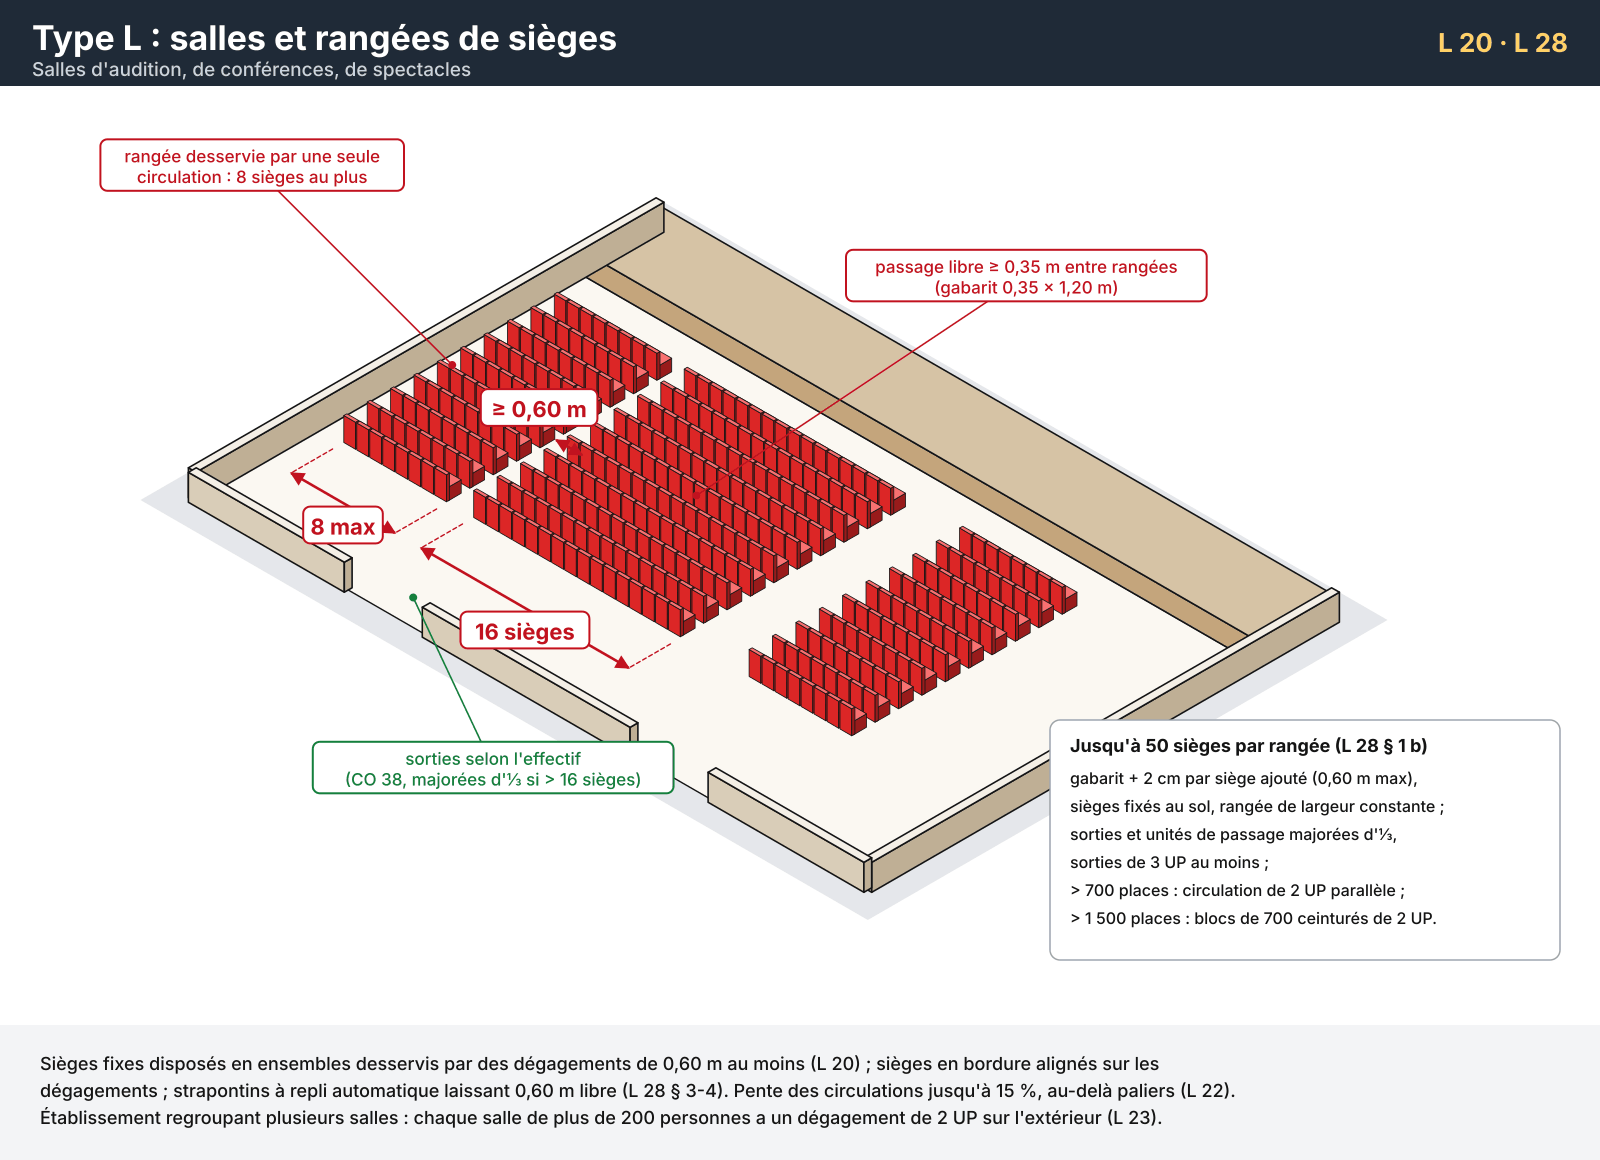 Type L : salles et rangées de sièges
Salles d'audition, de conférences, de spectacles
L 20 · L 28
rangée desservie par une seule
circulation : 8 sièges au plus
passage libre ≥ 0,35 m entre rangées
(gabarit 0,35 × 1,20 m)
≥ 0,60 m
8 max
16 sièges
sorties selon l'effectif
(CO 38, majorées d'⅓ si > 16 sièges)
Jusqu'à 50 sièges par rangée (L 28 § 1 b)
gabarit + 2 cm par siège ajouté (0,60 m max),
sièges fixés au sol, rangée de largeur constante ;
sorties et unités de passage majorées d'⅓,
sorties de 3 UP au moins ;
> 700 places : circulation de 2 UP parallèle ;
> 1 500 places : blocs de 700 ceinturés de 2 UP.
Sièges fixes disposés en ensembles desservis par des dégagements de 0,60 m au moins (L 20) ; sièges en bordure alignés sur les
dégagements ; strapontins à repli automatique laissant 0,60 m libre (L 28 § 3-4). Pente des circulations jusqu'à 15 %, au-delà paliers (L 22).
Établissement regroupant plusieurs salles : chaque salle de plus de 200 personnes a un dégagement de 2 UP sur l'extérieur (L 23).